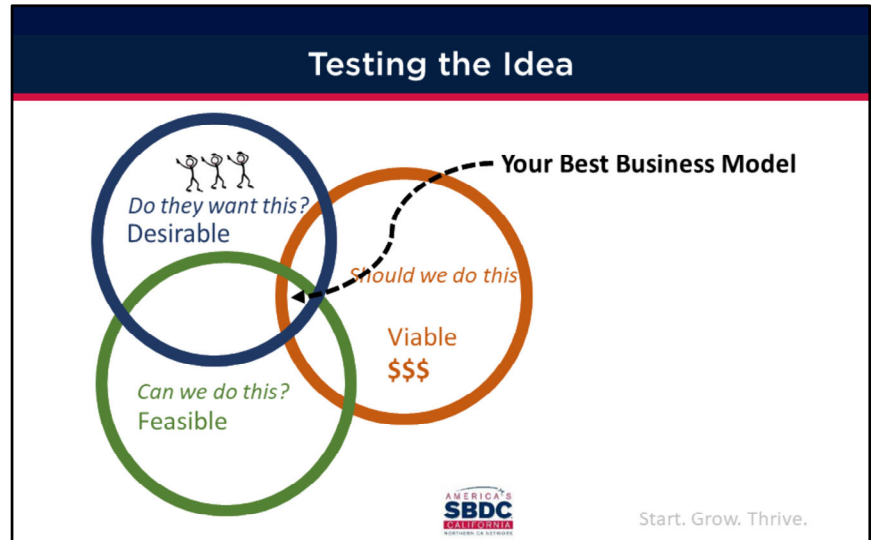 Testing the Idea
Your Best Business Model
Do they want this?
Desirable
Should we do this
Viable
$$$
Can we do this?
Feasible
AMERICA'S
SBDC
CALIFORNIA
NORTHERN CA NETWORK
Start. Grow. Thrive.